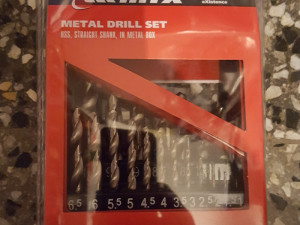 eXistence
METAL DRILL SET
HSS, STRAIGHT SHANK, IN METAL BOX
6.5 6 5.5 5 4.5 4 3.5 3 2.5